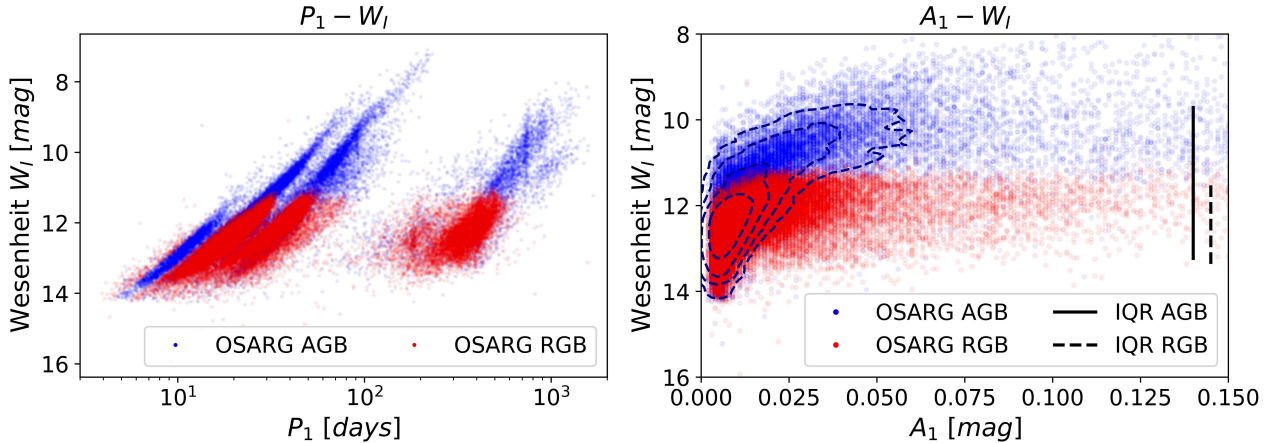 P₁ − W_I
Wesenheit W_I [mag]
8
10
12
14
16
OSARG AGB
OSARG RGB
10¹
10²
10³
P₁ [days]
A₁ − W_I
Wesenheit W_I [mag]
8
10
12
14
16
OSARG AGB
IQR AGB
OSARG RGB
IQR RGB
0.000 0.025 0.050 0.075 0.100 0.125 0.150
A₁ [mag]